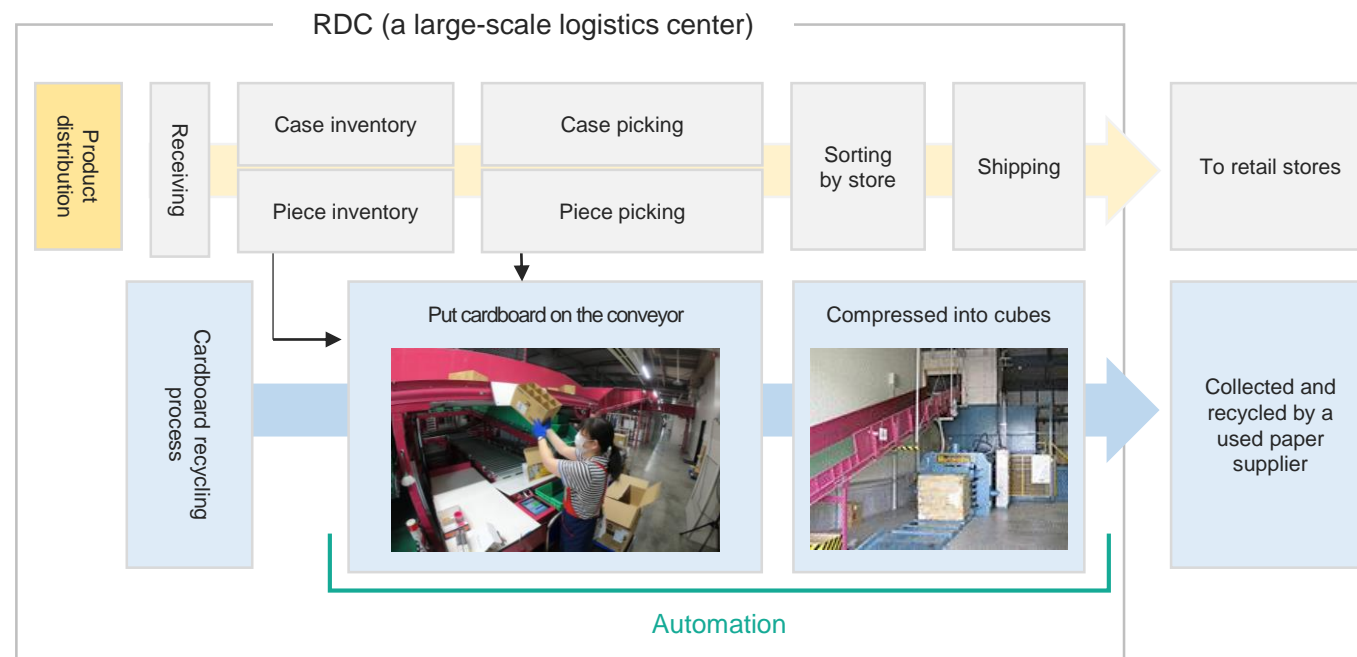 RDC (a large-scale logistics center)
Product
distribution
Receiving
Case inventory
Piece inventory
Case picking
Piece picking
Sorting
by store
Shipping
To retail stores
Cardboard recycling
process
Put cardboard on the conveyor
Compressed into cubes
Collected and
recycled by a
used paper
supplier
Automation